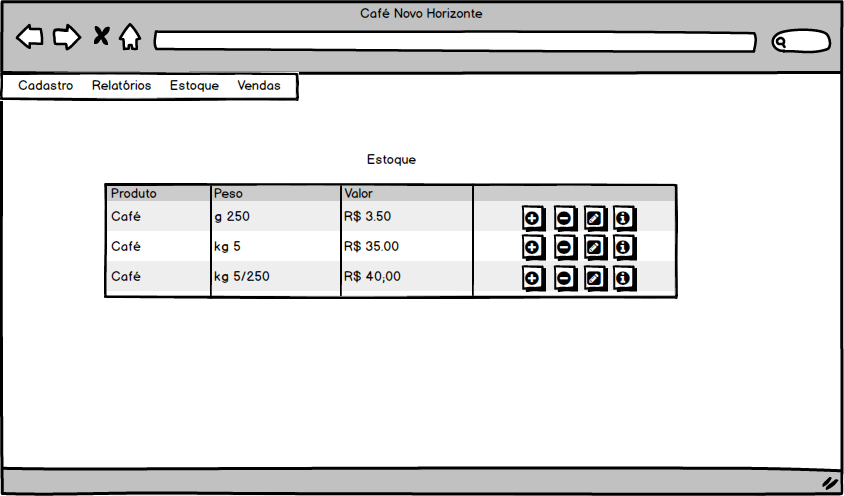 Café Novo Horizonte
Cadastro Relatórios Estoque Vendas
Estoque
Produto Peso Valor
Café g 250 R$ 3.50
Café kg 5 R$ 35.00
Café kg 5/250 R$ 40,00